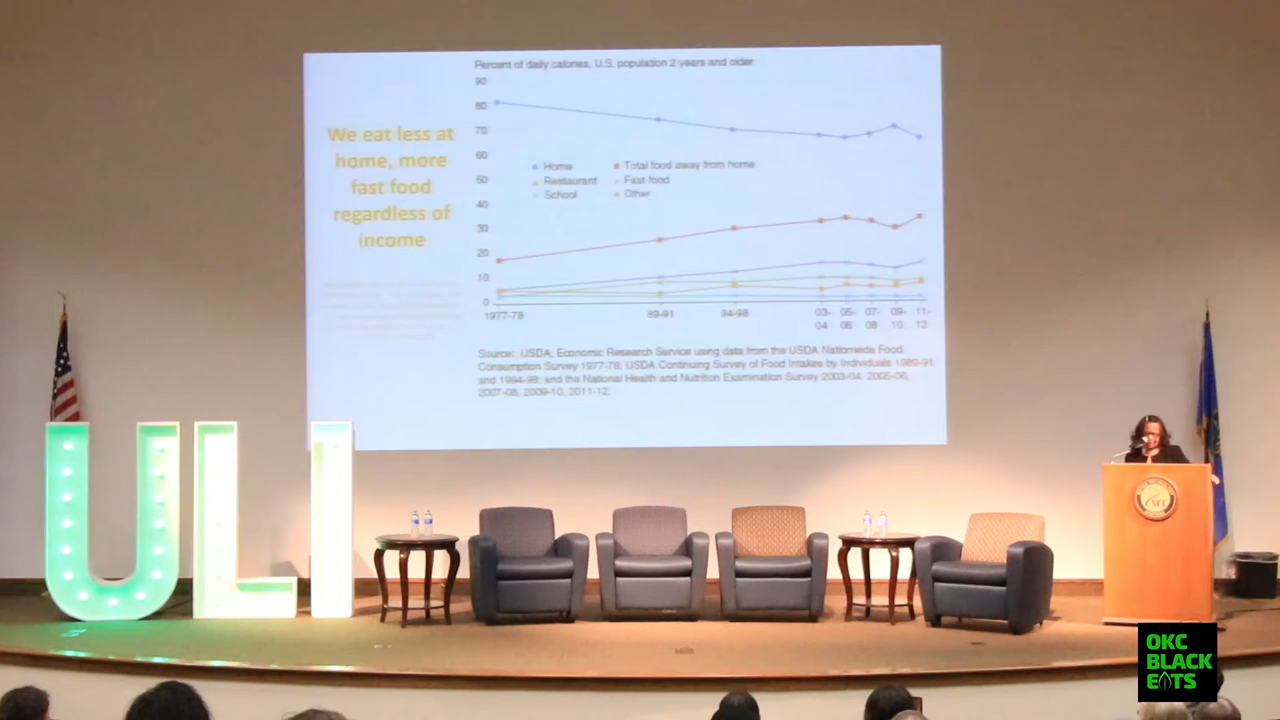 Percent of daily calories, U.S. population 2 years and older
90
80
70
60
50
40
30
20
10
0
We eat less at
home, more
fast food
regardless of
income
Home
Total food away from home
Restaurant
Fast food
School
Other
1977-78
89-91
94-98
03-
04
05-
06
07-
08
09-
10
11-
12
Source: USDA, Economic Research Service using data from the USDA Nationwide Food
Consumption Survey 1977-78; USDA Continuing Survey of Food Intakes by Individuals 1989-91
and 1994-98; and the National Health and Nutrition Examination Survey 2003-04, 2005-06,
2007-08, 2009-10, 2011-12.
ULI
OKC
BLACK
EATS